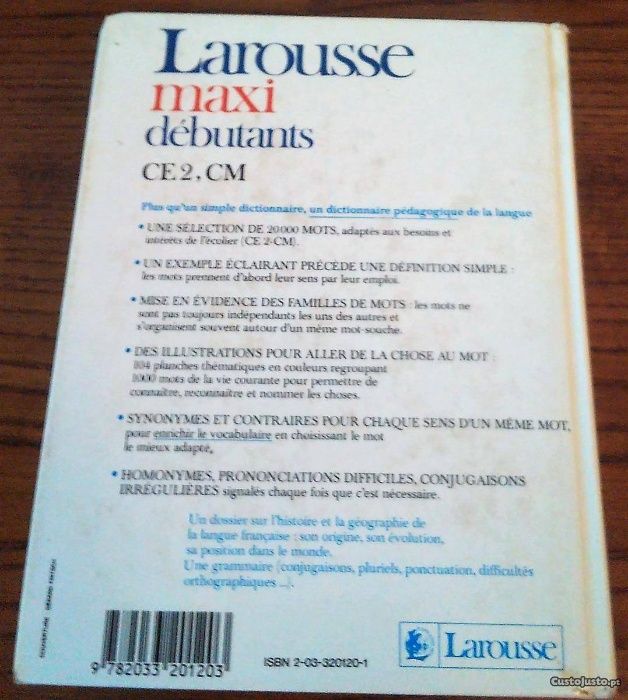 Larousse
maxi
débutants
CE 2, CM
Plus qu'un simple dictionnaire, un dictionnaire pédagogique de la langue
• UNE SÉLECTION DE 20 000 MOTS, adaptés aux besoins et
intérêts de l'écolier (CE 2-CM).
• UN EXEMPLE ÉCLAIRANT PRÉCÈDE UNE DÉFINITION SIMPLE :
les mots prennent d'abord leur sens par leur emploi.
• MISE EN ÉVIDENCE DES FAMILLES DE MOTS : les mots ne
sont pas toujours indépendants les uns des autres et
s'organisent souvent autour d'un même mot-souche.
• DES ILLUSTRATIONS POUR ALLER DE LA CHOSE AU MOT :
104 planches thématiques en couleurs regroupant
mots de la vie courante pour permettre de
connaître, reconnaître et nommer les choses.
• SYNONYMES ET CONTRAIRES POUR CHAQUE SENS D'UN MÊME MOT,
pour enrichir le vocabulaire en choisissant le mot
le mieux adapté.
• HOMONYMES, PRONONCIATIONS DIFFICILES, CONJUGAISONS
IRRÉGULIÈRES signalés chaque fois que c'est nécessaire.
Un dossier sur l'histoire et la géographie de
la langue française : son origine, son évolution,
sa position dans le monde.
Une grammaire (conjugaisons, pluriels, ponctuation, difficultés
orthographiques ...).
COUVERTURE : GÉRARD FRITSCH
9 782033 201203
ISBN 2-03-320120-1
L Larousse
CustoJusto.pt